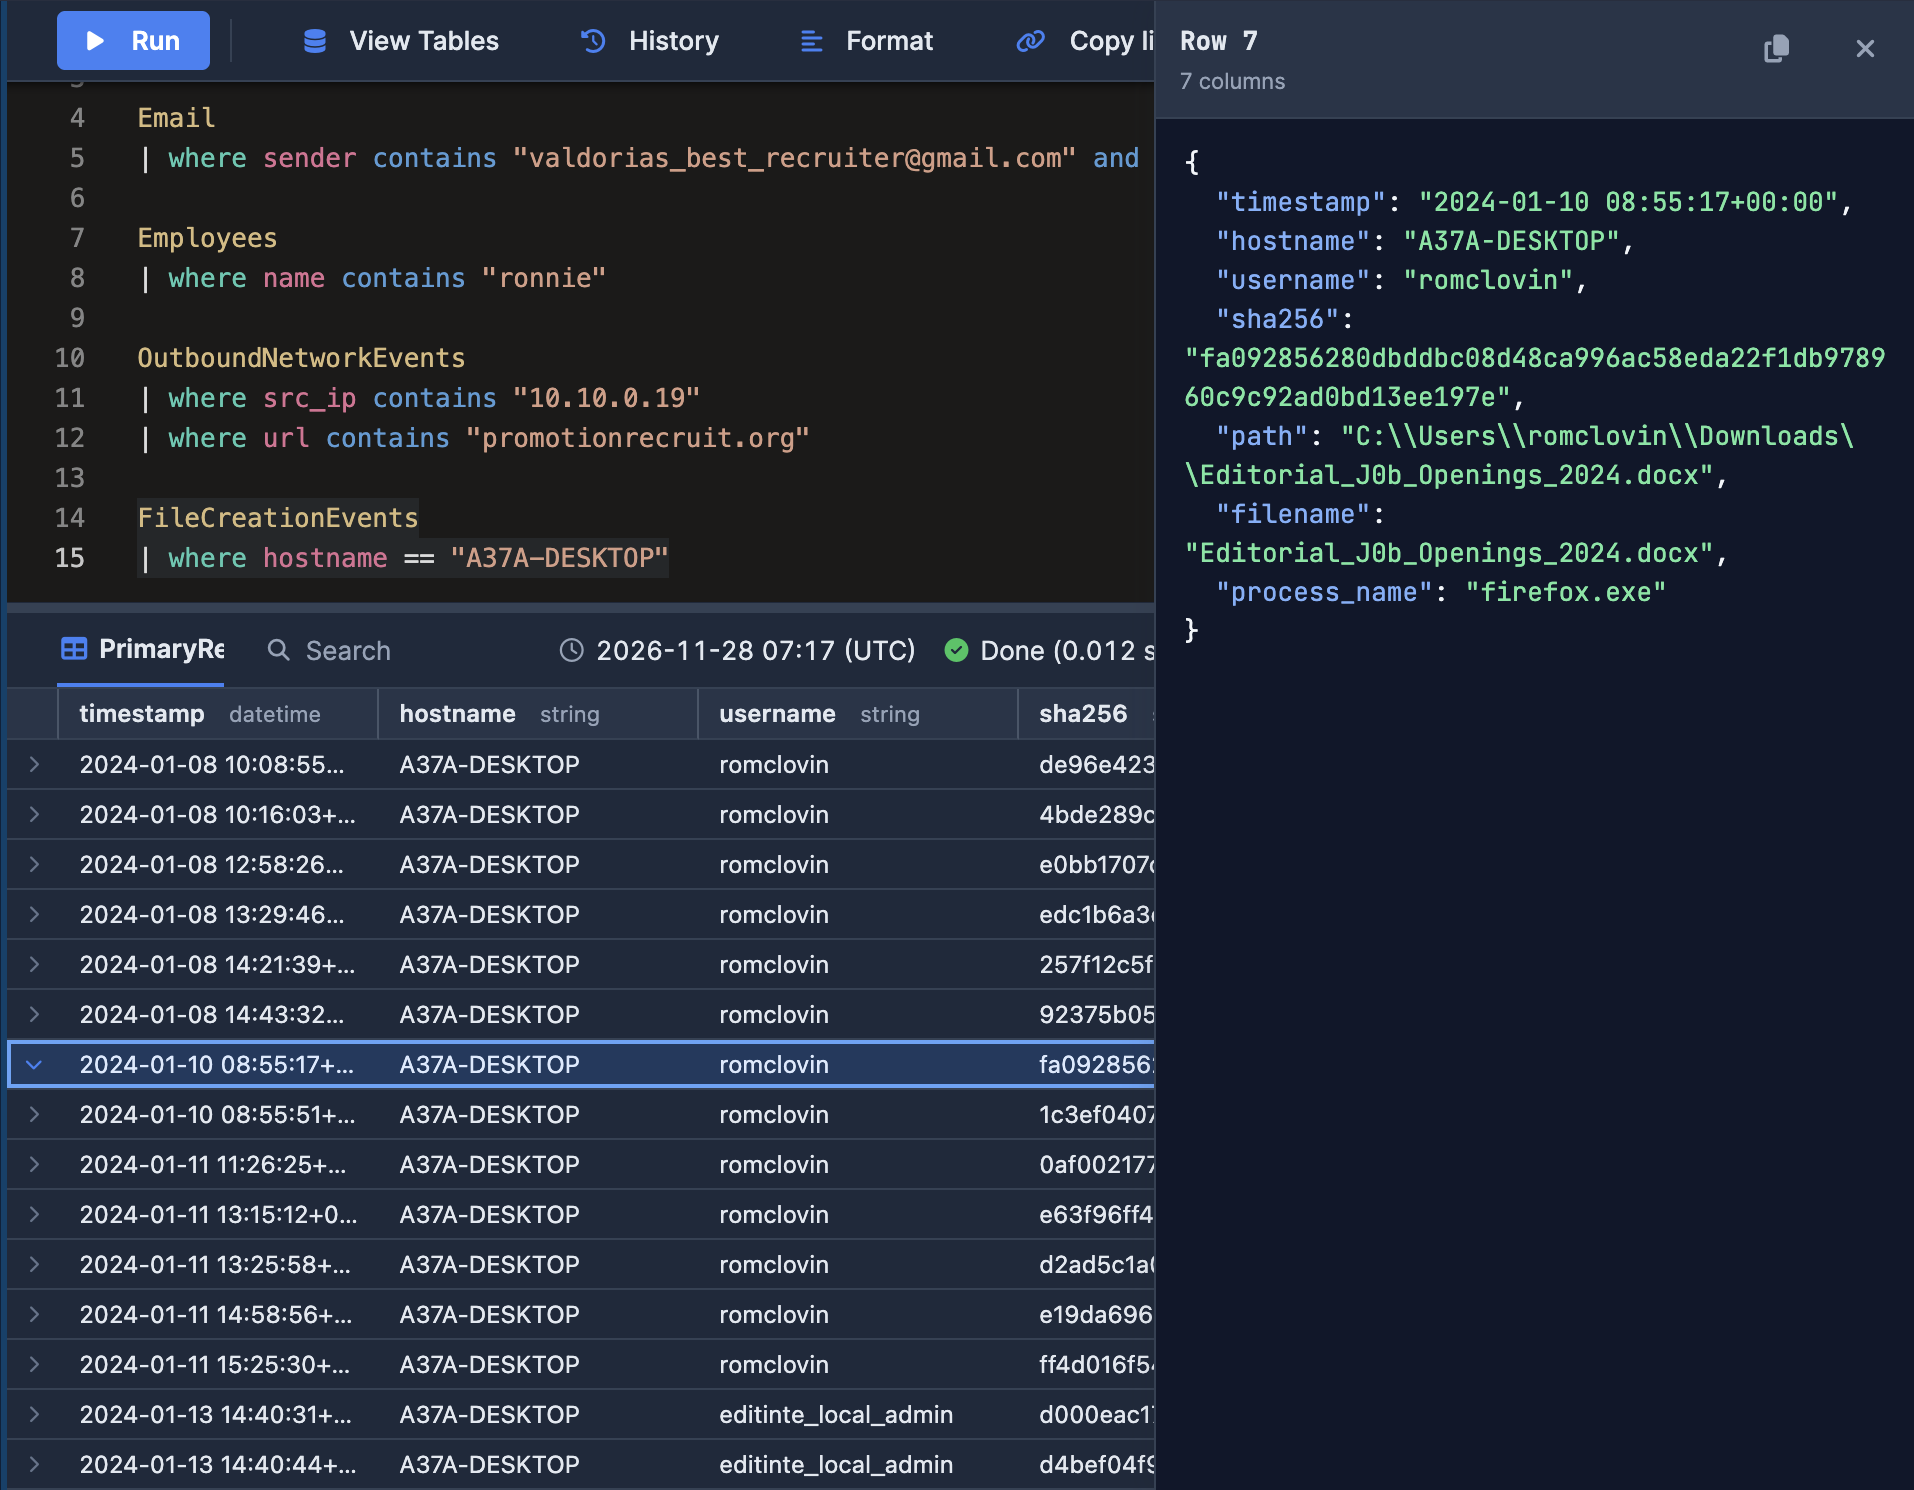 Run
View Tables
History
Format
Copy li
4 Email
5 | where sender contains "valdorias_best_recruiter@gmail.com" and
6
7 Employees
8 | where name contains "ronnie"
9
10 OutboundNetworkEvents
11 | where src_ip contains "10.10.0.19"
12 | where url contains "promotionrecruit.org"
13
14 FileCreationEvents
15 | where hostname == "A37A-DESKTOP"
PrimaryRe
Search
2026-11-28 07:17 (UTC)
Done (0.012 s
timestamp datetime hostname string username string sha256
2024-01-08 10:08:55... A37A-DESKTOP romclovin de96e423
2024-01-08 10:16:03+... A37A-DESKTOP romclovin 4bde289c
2024-01-08 12:58:26... A37A-DESKTOP romclovin e0bb1707c
2024-01-08 13:29:46... A37A-DESKTOP romclovin edc1b6a3
2024-01-08 14:21:39+... A37A-DESKTOP romclovin 257f12c5f
2024-01-08 14:43:32... A37A-DESKTOP romclovin 92375b05
2024-01-10 08:55:17+... A37A-DESKTOP romclovin fa092856
2024-01-10 08:55:51+... A37A-DESKTOP romclovin 1c3ef0407
2024-01-11 11:26:25+... A37A-DESKTOP romclovin 0af002177
2024-01-11 13:15:12+0... A37A-DESKTOP romclovin e63f96ff4
2024-01-11 13:25:58+... A37A-DESKTOP romclovin d2ad5c1a
2024-01-11 14:58:56+... A37A-DESKTOP romclovin e19da696
2024-01-11 15:25:30+... A37A-DESKTOP romclovin ff4d016f5
2024-01-13 14:40:31+... A37A-DESKTOP editinte_local_admin d000eac1
2024-01-13 14:40:44+... A37A-DESKTOP editinte_local_admin d4bef04f9
Row 7
7 columns
{
"timestamp": "2024-01-10 08:55:17+00:00",
"hostname": "A37A-DESKTOP",
"username": "romclovin",
"sha256":
"fa092856280dbddbc08d48ca996ac58eda22f1db9789
60c9c92ad0bd13ee197e",
"path": "C:\\Users\\romclovin\\Downloads\
\Editorial_J0b_Openings_2024.docx",
"filename":
"Editorial_J0b_Openings_2024.docx",
"process_name": "firefox.exe"
}